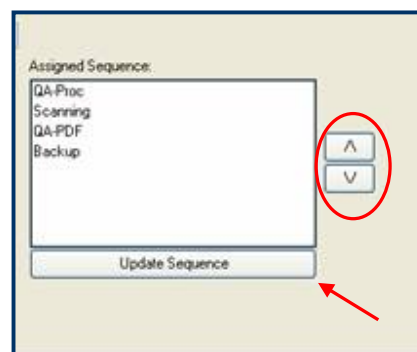 Assigned Sequence:
QA-Proc
Scanning
QA-PDF
Backup
Update Sequence